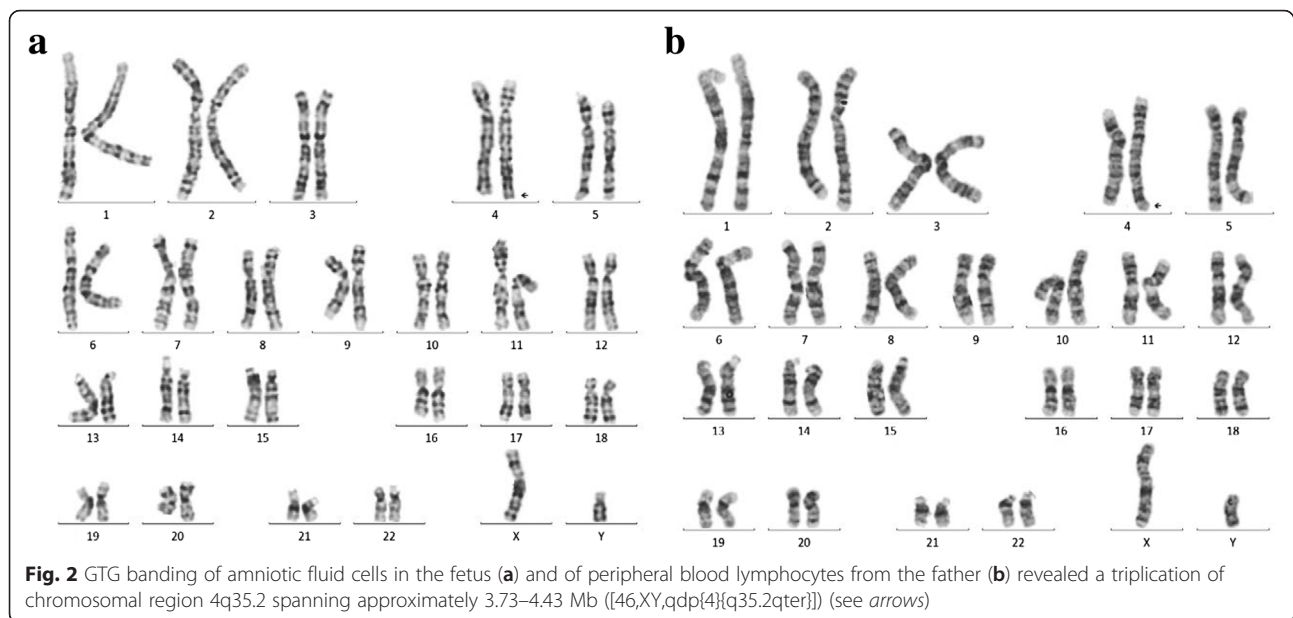 a
b
1 2 3 4 5
1 2 3 4 5
6 7 8 9 10 11 12
6 7 8 9 10 11 12
13 14 15 16 17 18
13 14 15 16 17 18
19 20 21 22 X Y
19 20 21 22 X Y
Fig. 2 GTG banding of amniotic fluid cells in the fetus (a) and of peripheral blood lymphocytes from the father (b) revealed a triplication of
chromosomal region 4q35.2 spanning approximately 3.73–4.43 Mb ([46,XY,qdp{4}{q35.2qter}]) (see arrows)